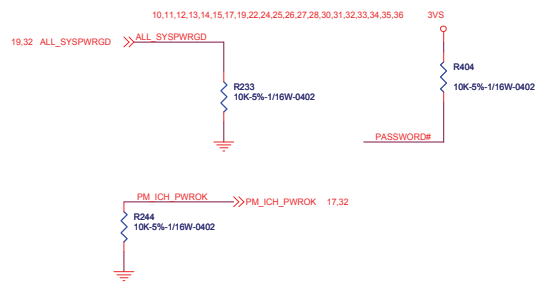 10,11,12,13,14,15,17,19,22,24,25,26,27,28,30,31,32,33,34,35,36 3VS
19,32 ALL_SYSPWRGD ALL_SYSPWRGD
R404
10K-5%-1/16W-0402
R233
10K-5%-1/16W-0402
PASSWORD#
PM_ICH_PWROK PM_ICH_PWROK 17,32
R244
10K-5%-1/16W-0402